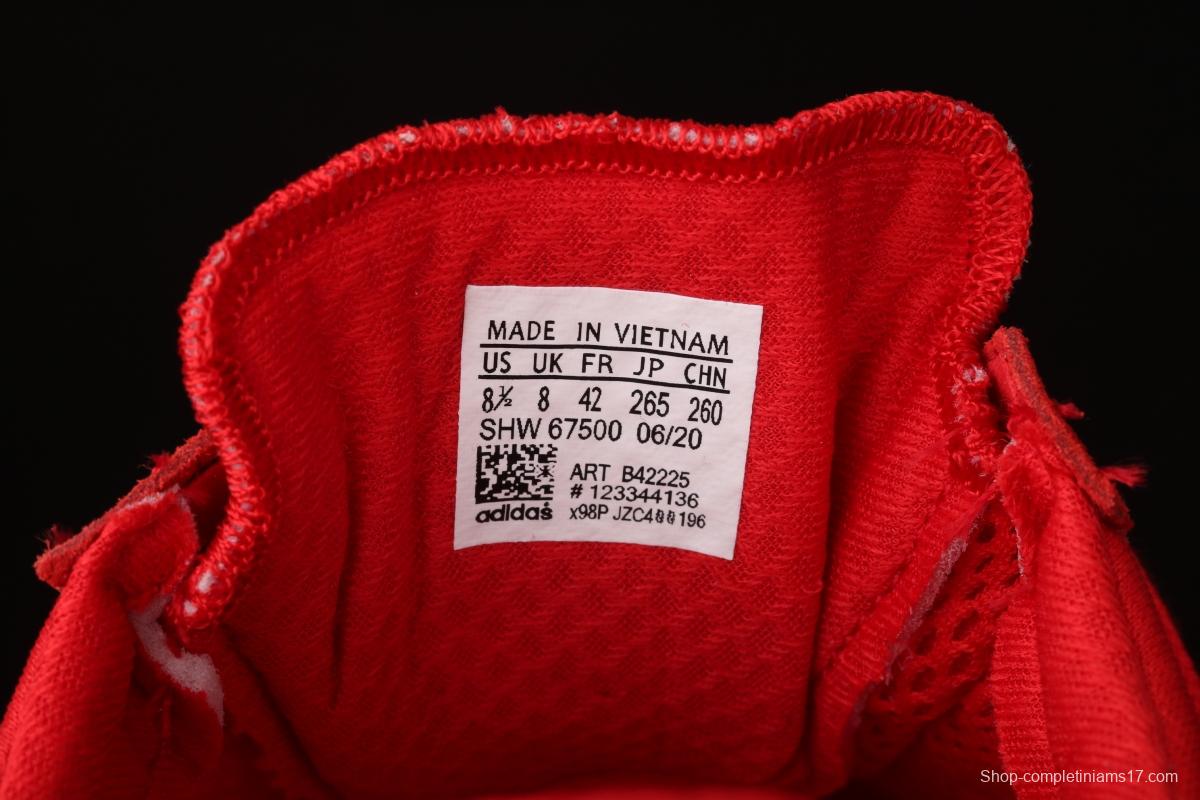 MADE IN VIETNAM
US UK FR JP CHN
8½ 8 42 265 260
SHW 67500 06/20
ART B42225
# 123344136
adidas x98P JZC400196
Shop-completiniams17.com